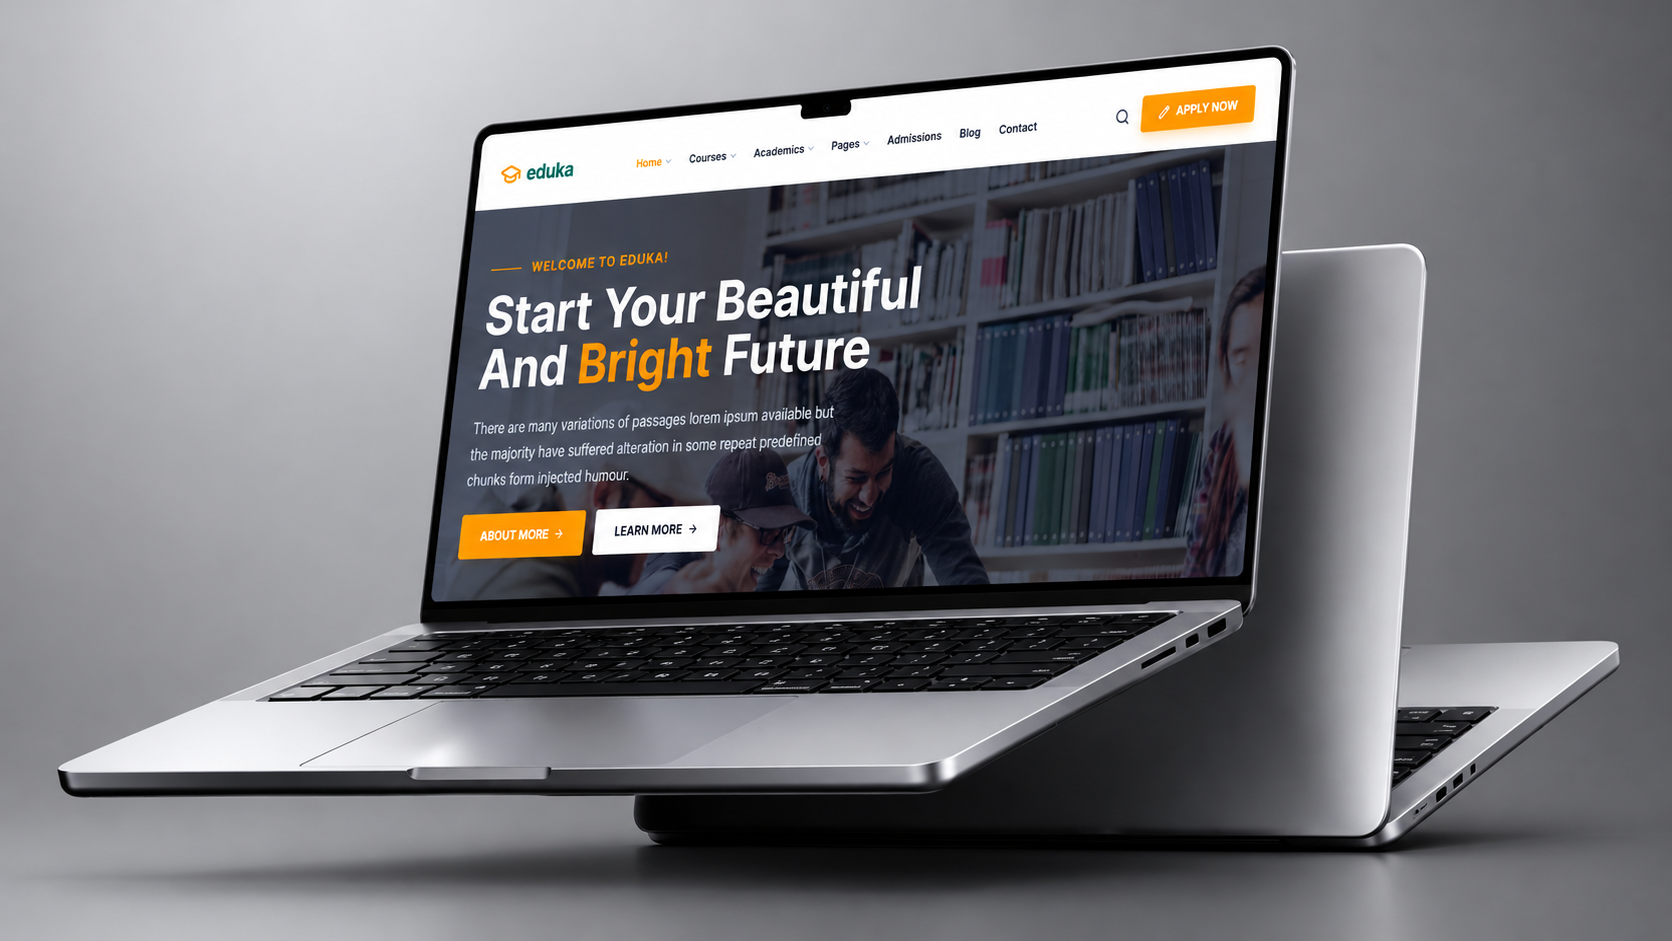 eduka
Home Courses Academics Pages Admissions Blog Contact
APPLY NOW
WELCOME TO EDUKA!
Start Your Beautiful
And Bright Future
There are many variations of passages lorem ipsum available but
the majority have suffered alteration in some repeat predefined
chunks form injected humour.
ABOUT MORE →
LEARN MORE →